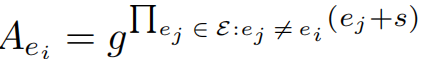 $A_{e_i} = g^{\prod_{e_j \in \mathcal{E}: e_j \neq e_i} (e_j + s)}$